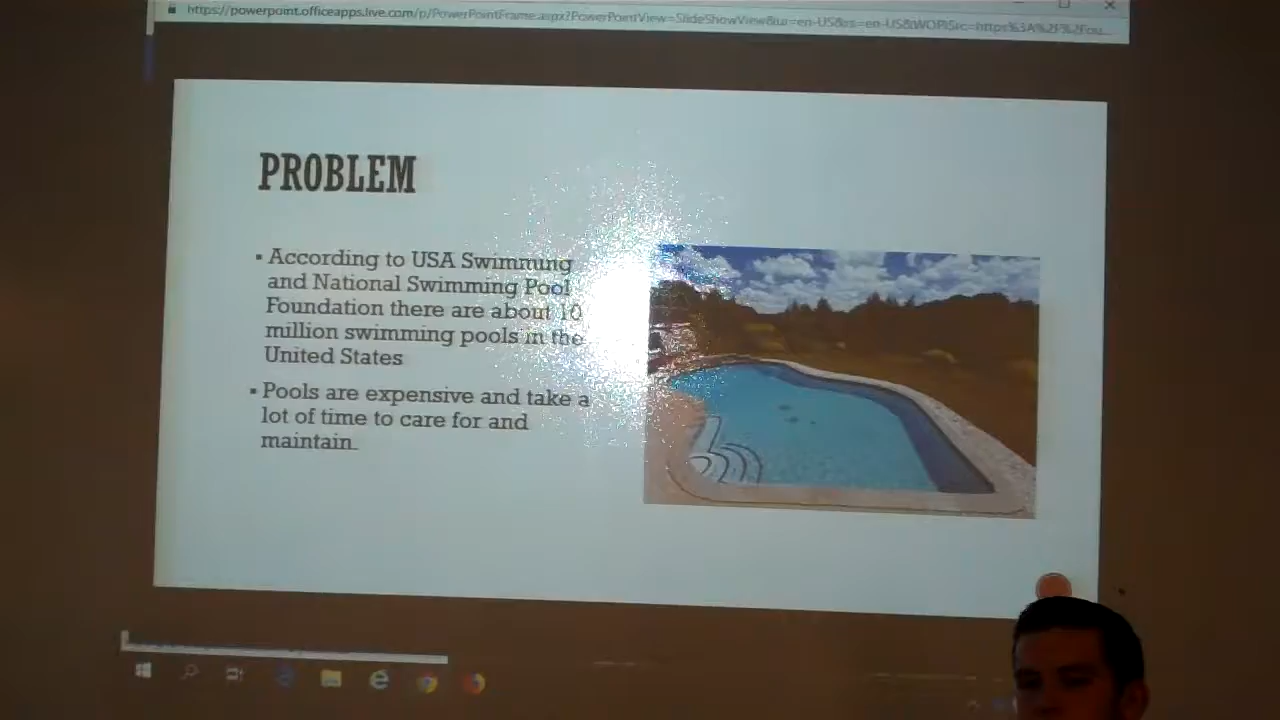 https://powerpoint.officeapps.live.com/p/PowerPointFrame.aspx?PowerPointView=SlideShowView&ui=en-US&rs=en-US&WOPISrc=https%3A%2F%2Fou...
PROBLEM
▪ According to USA Swimming
and National Swimming Pool
Foundation there are about 10
million swimming pools in the
United States
▪ Pools are expensive and take a
lot of time to care for and
maintain.